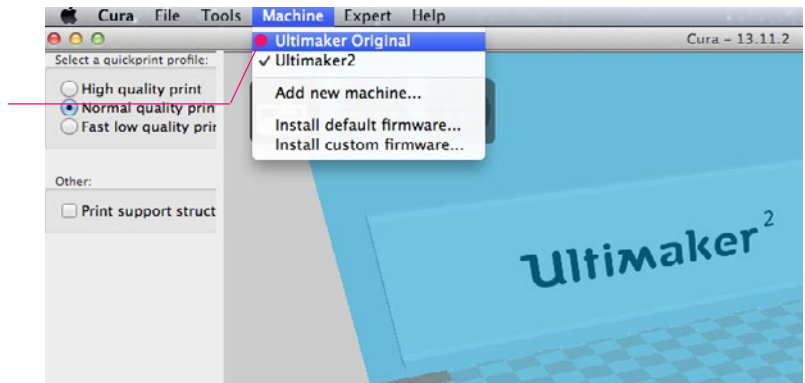 Cura File Tools Machine Expert Help
Cura – 13.11.2
Select a quickprint profile:
High quality print
Normal quality prin
Fast low quality prir
Other:
Print support struct
Ultimaker Original
✓ Ultimaker2
Add new machine...
Install default firmware...
Install custom firmware...
Ultimaker²